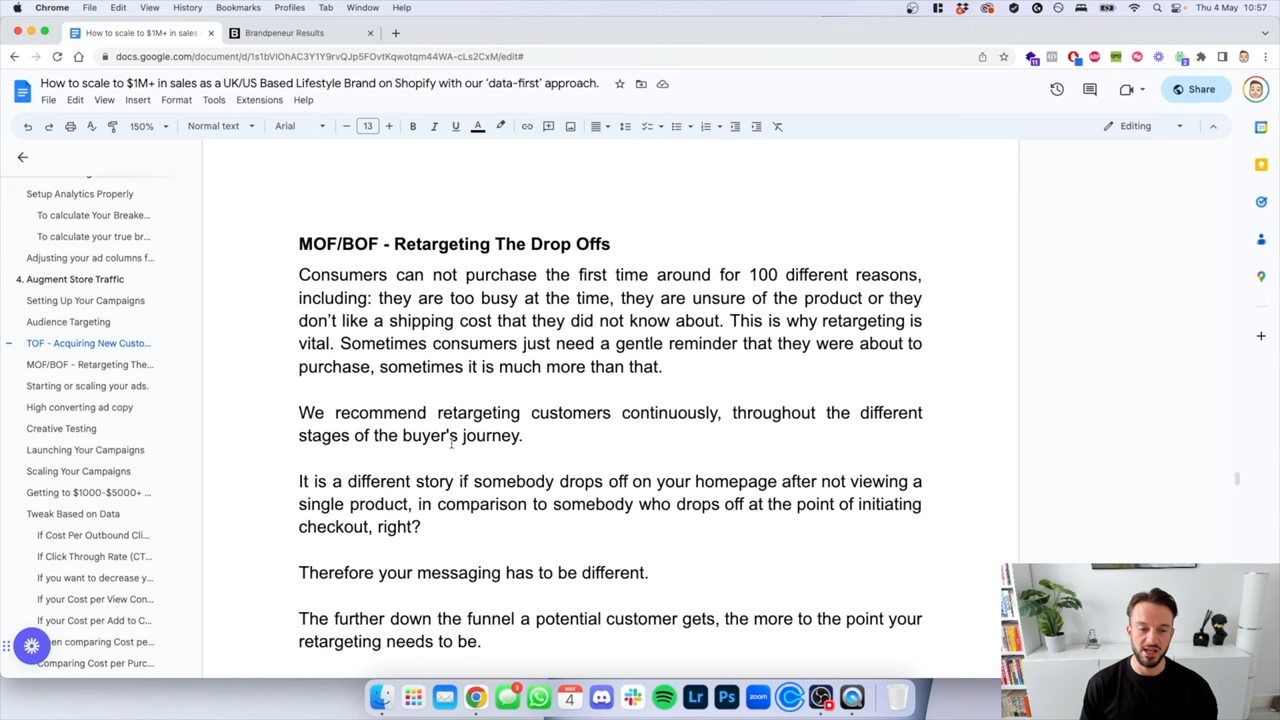 Chrome File Edit View History Bookmarks Profiles Tab Window Help Thu 4 May 10:57
How to scale to $1M+ in sales Brandpeneur Results
docs.google.com/document/d/1s1bVIOhAC3Y1Y9rvQJp5FOvtKqwotqm44WA-cLs2CxM/edit#
How to scale to $1M+ in sales as a UK/US Based Lifestyle Brand on Shopify with our 'data-first' approach.
File Edit View Insert Format Tools Extensions Help
Share
150% Normal text Arial 13 B I U A Editing
Setup Analytics Properly
To calculate Your Breake...
To calculate your true br...
Adjusting your ad columns f...
4. Augment Store Traffic
Setting Up Your Campaigns
Audience Targeting
TOF - Acquiring New Custo...
MOF/BOF - Retargeting The...
Starting or scaling your ads.
High converting ad copy
Creative Testing
Launching Your Campaigns
Scaling Your Campaigns
Getting to $1000-$5000+ ...
Tweak Based on Data
If Cost Per Outbound Cli...
If Click Through Rate (CT...
If you want to decrease y...
If your Cost per View Con...
if your Cost per Add to C...
en comparing Cost pe...
Comparing Cost per Purc...
MOF/BOF - Retargeting The Drop Offs
Consumers can not purchase the first time around for 100 different reasons,
including: they are too busy at the time, they are unsure of the product or they
don't like a shipping cost that they did not know about. This is why retargeting is
vital. Sometimes consumers just need a gentle reminder that they were about to
purchase, sometimes it is much more than that.
We recommend retargeting customers continuously, throughout the different
stages of the buyer's journey.
It is a different story if somebody drops off on your homepage after not viewing a
single product, in comparison to somebody who drops off at the point of initiating
checkout, right?
Therefore your messaging has to be different.
The further down the funnel a potential customer gets, the more to the point your
retargeting needs to be.
MAY
4
Lr Ps zoom